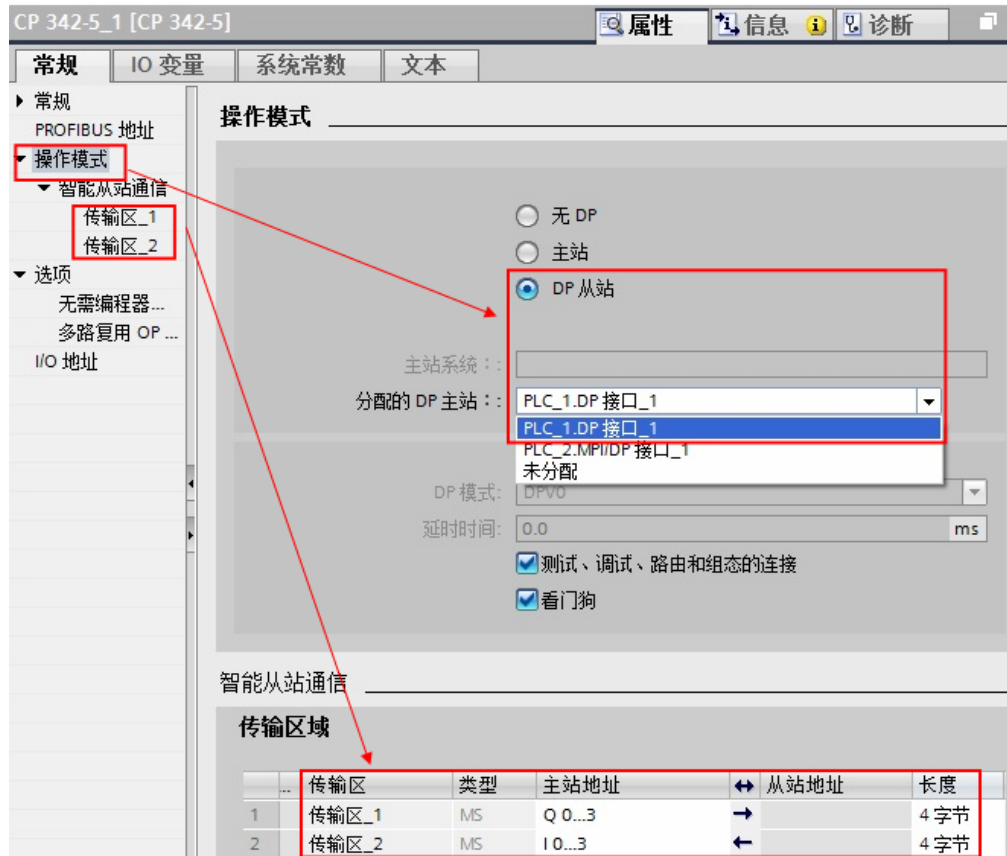 CP 342-5_1 [CP 342-5]
属性 信息 诊断
常规 IO 变量 系统常数 文本
常规
PROFIBUS 地址
操作模式
智能从站通信
传输区_1
传输区_2
选项
无需编程器...
多路复用 OP ...
I/O 地址
操作模式
无 DP
主站
DP 从站
主站系统：:
分配的 DP 主站：: PLC_1.DP 接口_1
PLC_1.DP 接口_1
PLC_2.MPI/DP 接口_1
未分配
DP 模式: DPV0
延时时间: 0.0 ms
测试、调试、路由和组态的连接
看门狗
智能从站通信
传输区域
... 传输区 类型 主站地址 ↔ 从站地址 长度
1 传输区_1 MS Q 0...3 → 4 字节
2 传输区_2 MS I 0...3 ← 4 字节